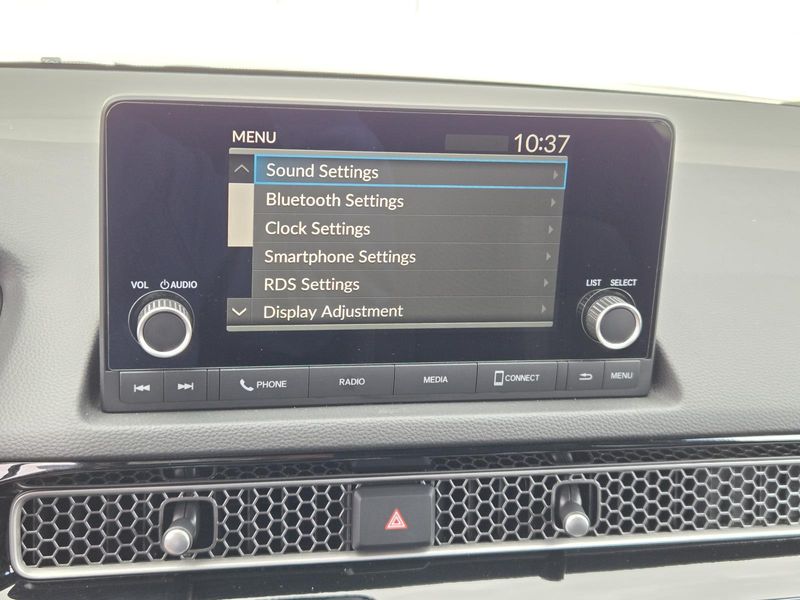 MENU 10:37
Sound Settings
Bluetooth Settings
Clock Settings
Smartphone Settings
RDS Settings
Display Adjustment
VOL AUDIO
LIST SELECT
PHONE RADIO MEDIA CONNECT MENU